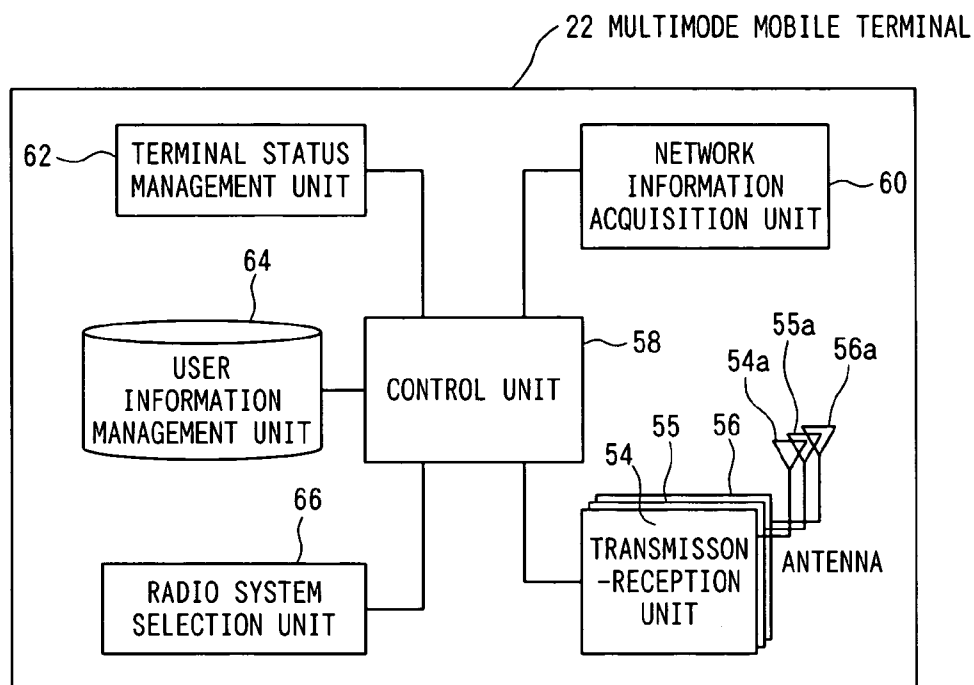 22 MULTIMODE MOBILE TERMINAL
62
TERMINAL STATUS
MANAGEMENT UNIT
NETWORK
INFORMATION
ACQUISITION UNIT
60
64
USER
INFORMATION
MANAGEMENT UNIT
CONTROL UNIT
58
54a
55a
56a
54
55
56
TRANSMISSON
-RECEPTION
UNIT
ANTENNA
66
RADIO SYSTEM
SELECTION UNIT